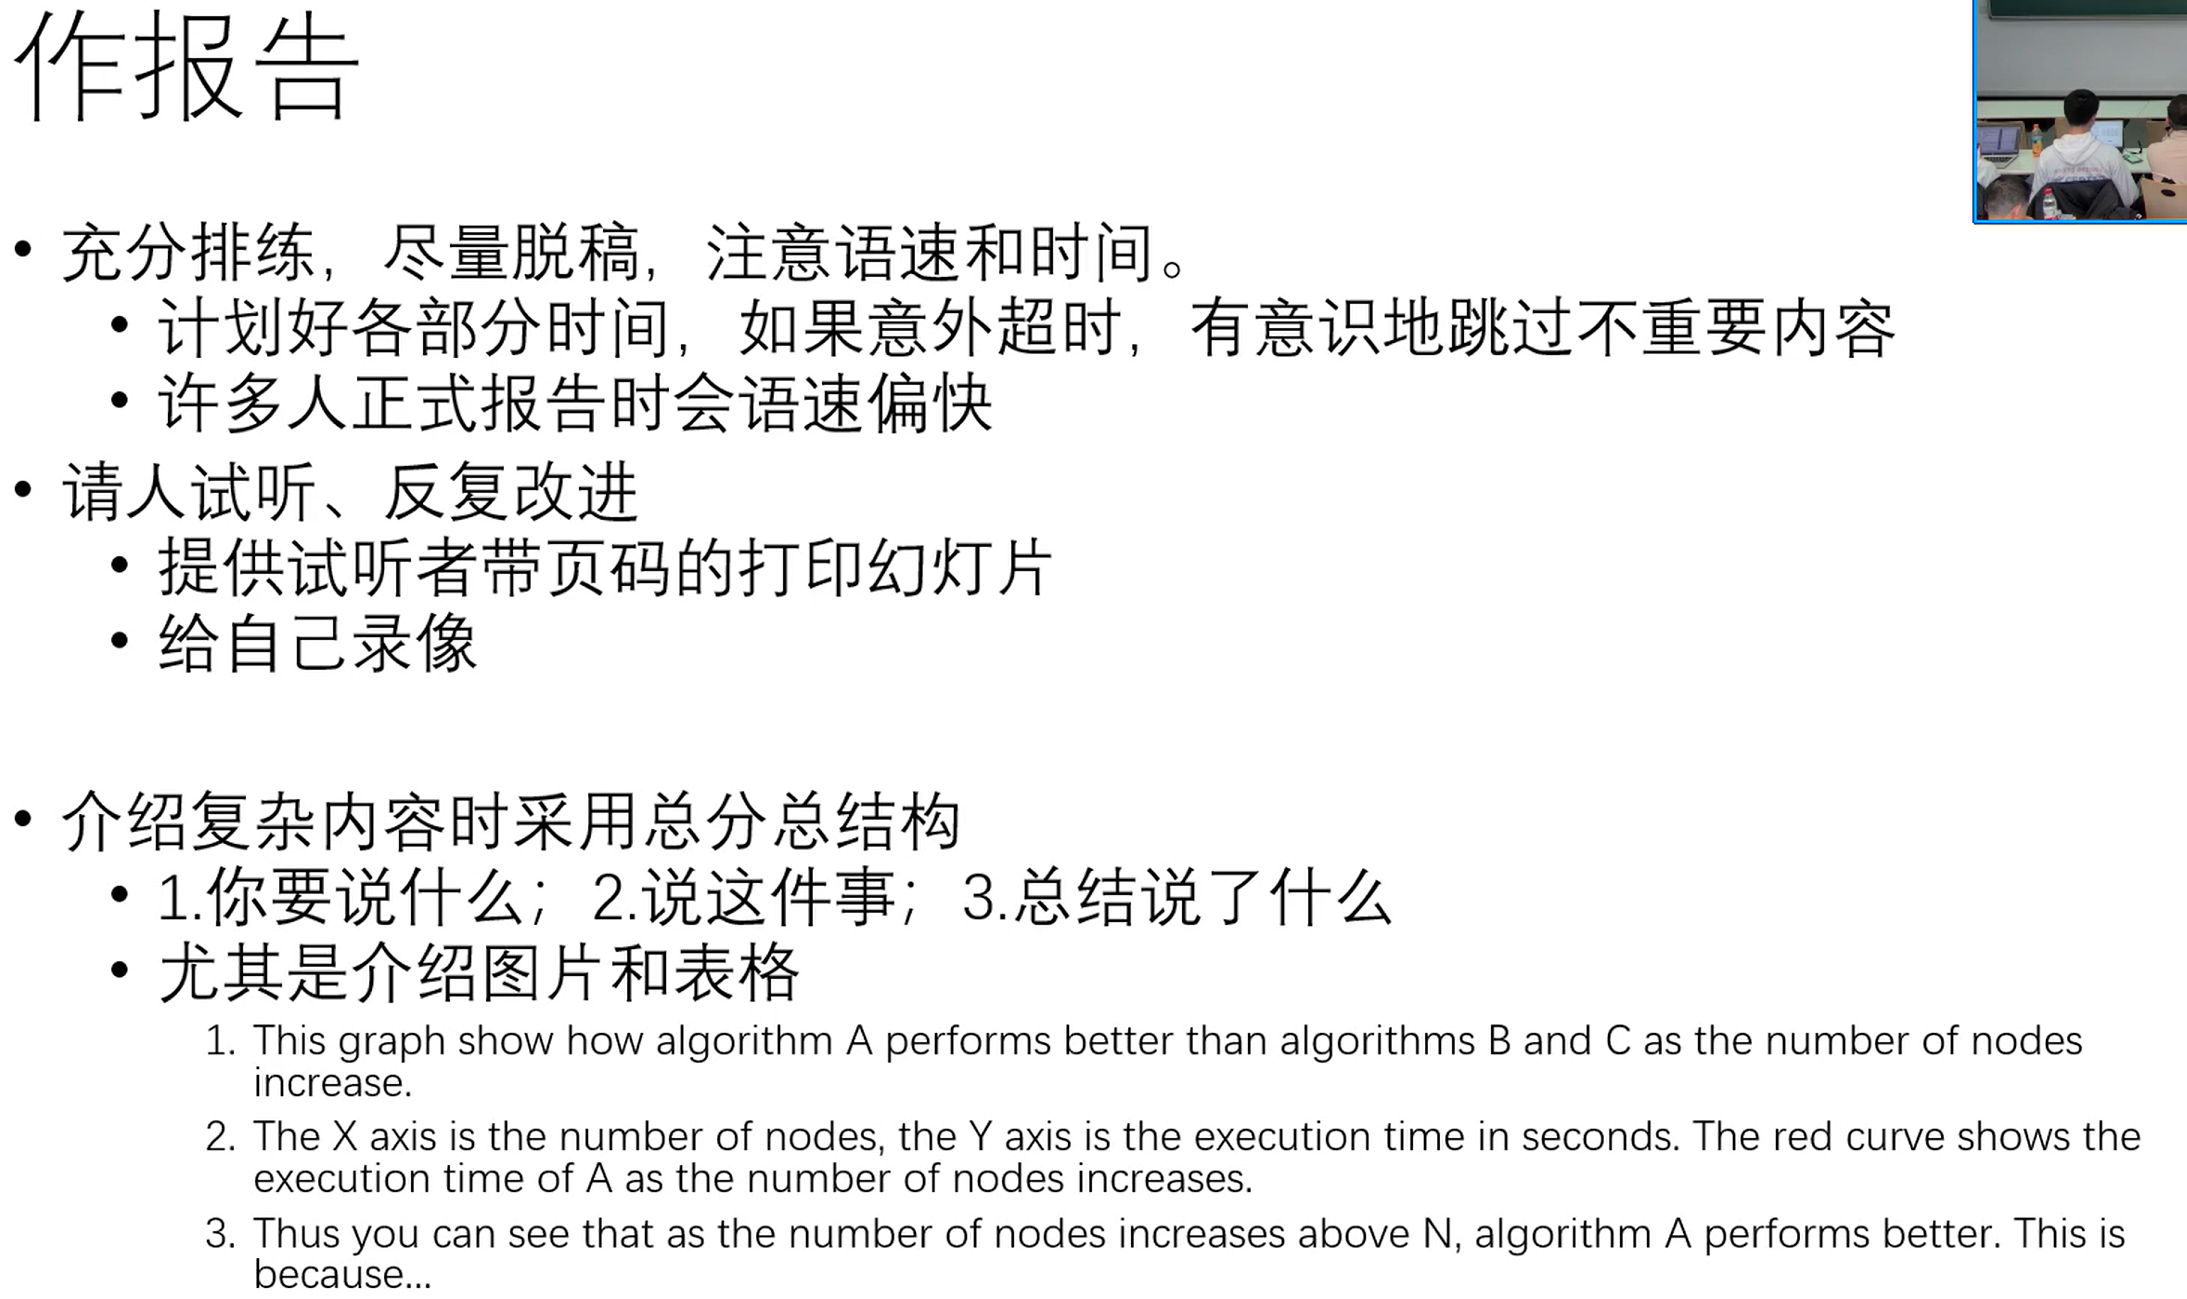 作报告
• 充分排练，尽量脱稿，注意语速和时间。
• 计划好各部分时间，如果意外超时，有意识地跳过不重要内容
• 许多人正式报告时会语速偏快
• 请人试听、反复改进
• 提供试听者带页码的打印幻灯片
• 给自己录像
• 介绍复杂内容时采用总分总结构
• 1.你要说什么；2.说这件事；3.总结说了什么
• 尤其是介绍图片和表格
1. This graph show how algorithm A performs better than algorithms B and C as the number of nodes
increase.
2. The X axis is the number of nodes, the Y axis is the execution time in seconds. The red curve shows the
execution time of A as the number of nodes increases.
3. Thus you can see that as the number of nodes increases above N, algorithm A performs better. This is
because...